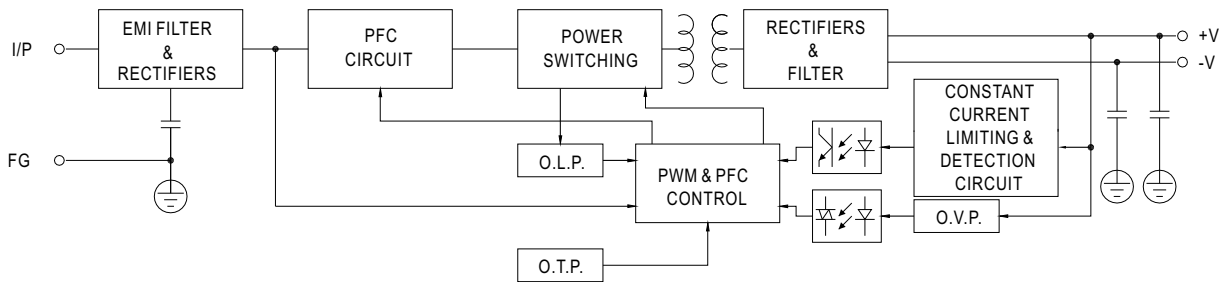 I/P
EMI FILTER
&
RECTIFIERS
PFC
CIRCUIT
POWER
SWITCHING
RECTIFIERS
&
FILTER
+V
-V
FG
O.L.P.
PWM & PFC
CONTROL
CONSTANT
CURRENT
LIMITING &
DETECTION
CIRCUIT
O.V.P.
O.T.P.